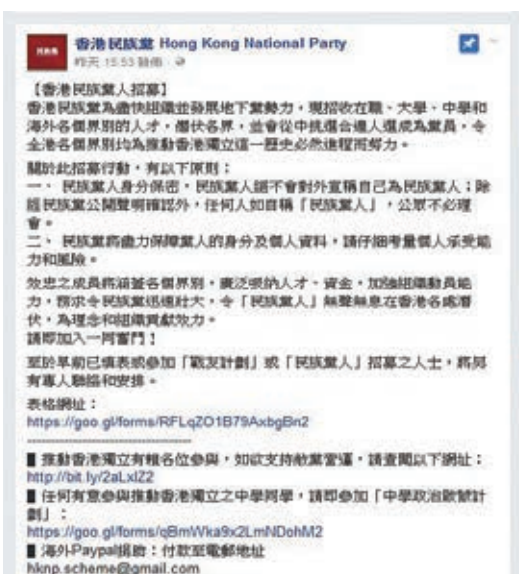 香港民族黨 Hong Kong National Party
昨天 15:53 發佈 ·
【香港民族黨人招募】
香港民族黨為盡快組織並發展地下黨勢力,現招收在職、大學、中學和
海外各個界別的人才,潛伏各界,並會從中挑選合適人選成為黨員,令
全港各個界別均為推動香港獨立這一歷史必然進程而努力。
關於此招募行動,有以下原則:
一、 民族黨人身分保密,民族黨人絕不會對外宣稱自己為民族黨人;除
經民族黨公開聲明確認外,任何人如自稱「民族黨人」,公眾不必理
會。
二、 民族黨將盡力保障黨人的身分及個人資料,請仔細考量個人承受能
力和風險。
效忠之成員將涵蓋各個界別,廣泛吸納人才、資金,加強組織動員能
力,務求令民族黨迅速壯大,令「民族黨人」無聲無息在香港各處潛
伏,為理念和組織貢獻效力。
請即加入一同奮鬥!
至於早前已填表或參加「戰友計劃」或「民族黨人」招募之人士,將另
有專人聯絡和安排。
表格網址:
https://goo.gl/forms/RFLqZO1B79AxbgBn2
------------------------------
▋推動香港獨立有賴各位參與,如欲支持敝黨營運,請查閱以下網址:
http://bit.ly/2aLxlZ2
▋任何有意參與推動香港獨立之中學同學,請即參加「中學政治啟蒙計
劃」:
https://goo.gl/forms/qBmWka9x2LmNDohM2
▋海外Paypal捐助:付款至電郵地址
hknp.scheme@gmail.com